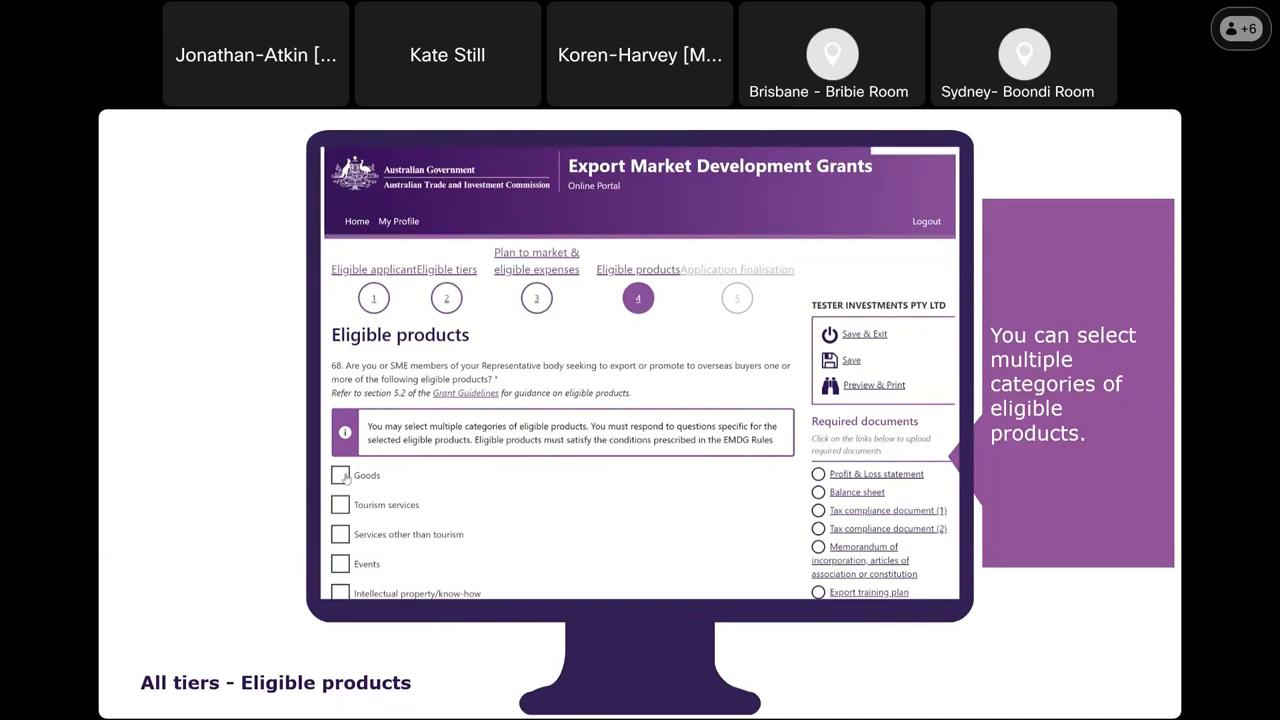 Jonathan-Atkin [...
Kate Still
Koren-Harvey [M...
Brisbane - Bribie Room
Sydney- Boondi Room
+6
Australian Government
Australian Trade and Investment Commission
Export Market Development Grants
Online Portal
Home
My Profile
Logout
Eligible applicant
Eligible tiers
Plan to market &
eligible expenses
Eligible products
Application finalisation
1
2
3
4
5
Eligible products
68. Are you or SME members of your Representative body seeking to export or promote to overseas buyers one or
more of the following eligible products? *
Refer to section 5.2 of the Grant Guidelines for guidance on eligible products.
You may select multiple categories of eligible products. You must respond to questions specific for the
selected eligible products. Eligible products must satisfy the conditions prescribed in the EMDG Rules
Goods
Tourism services
Services other than tourism
Events
Intellectual property/know-how
TESTER INVESTMENTS PTY LTD
Save & Exit
Save
Preview & Print
Required documents
Click on the links below to upload
required documents
Profit & Loss statement
Balance sheet
Tax compliance document (1)
Tax compliance document (2)
Memorandum of
incorporation, articles of
association or constitution
Export training plan
You can select
multiple
categories of
eligible
products.
All tiers - Eligible products